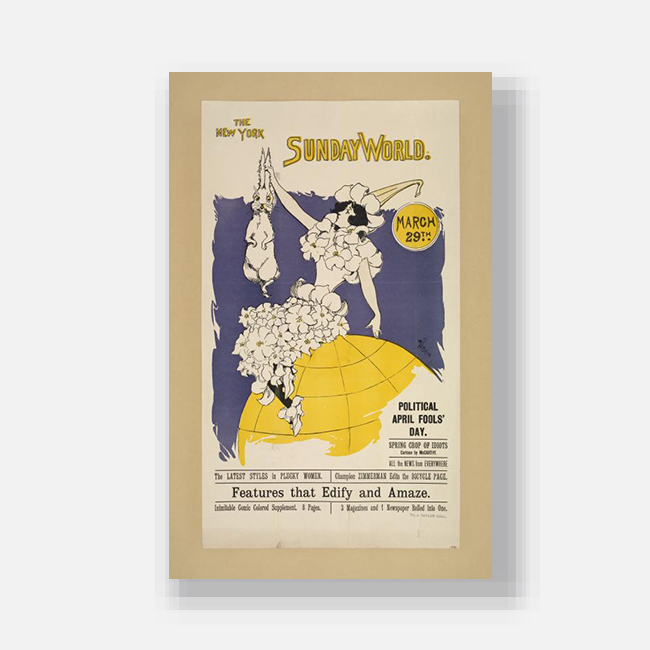 THE
NEW YORK
SUNDAY WORLD.
MARCH
29TH.
POLITICAL
APRIL FOOLS'
DAY.
SPRING CROP OF IDIOTS
Cartoon by McCARTHY.
ALL the NEWS from EVERYWHERE
The LATEST STYLES in PLUCKY WOMEN.
Champion ZIMMERMAN Edits the BICYCLE PAGE.
Features that Edify and Amaze.
Inimitable Comic Colored Supplement. 8 Pages.
3 Magazines and 1 Newspaper Rolled into One.